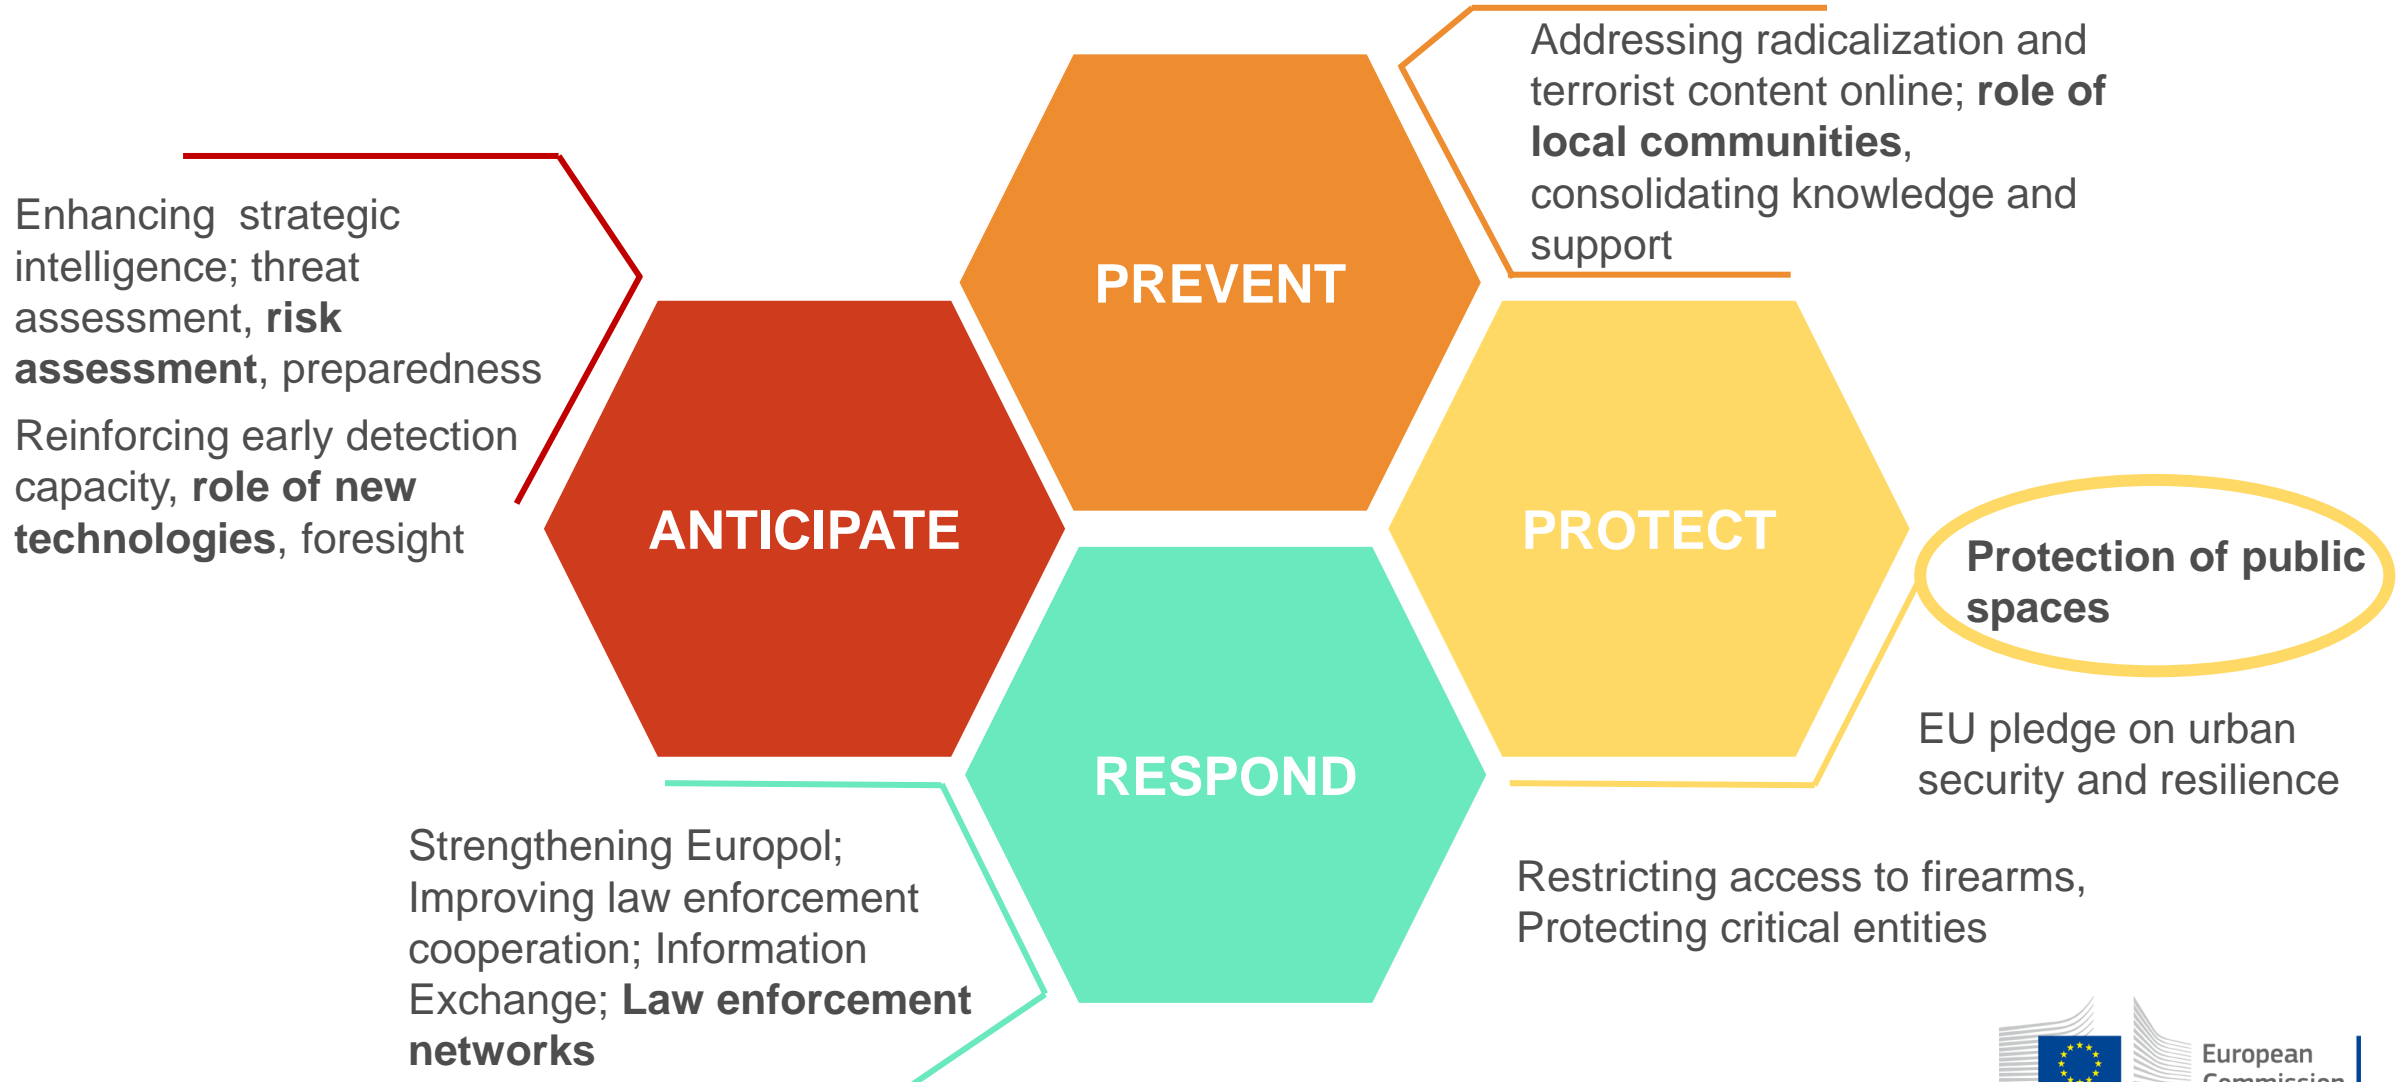 Addressing radicalization and
terrorist content online; role of
local communities,
consolidating knowledge and
support
PREVENT
Enhancing  strategic
intelligence; threat
assessment, risk
assessment, preparedness
Reinforcing early detection
capacity, role of new
technologies, foresight
ANTICIPATE
PROTECT
Protection of public
spaces
EU pledge on urban
security and resilience
Restricting access to firearms,
Protecting critical entities
RESPOND
Strengthening Europol;
Improving law enforcement
cooperation; Information
Exchange; Law enforcement
networks
European
Commission